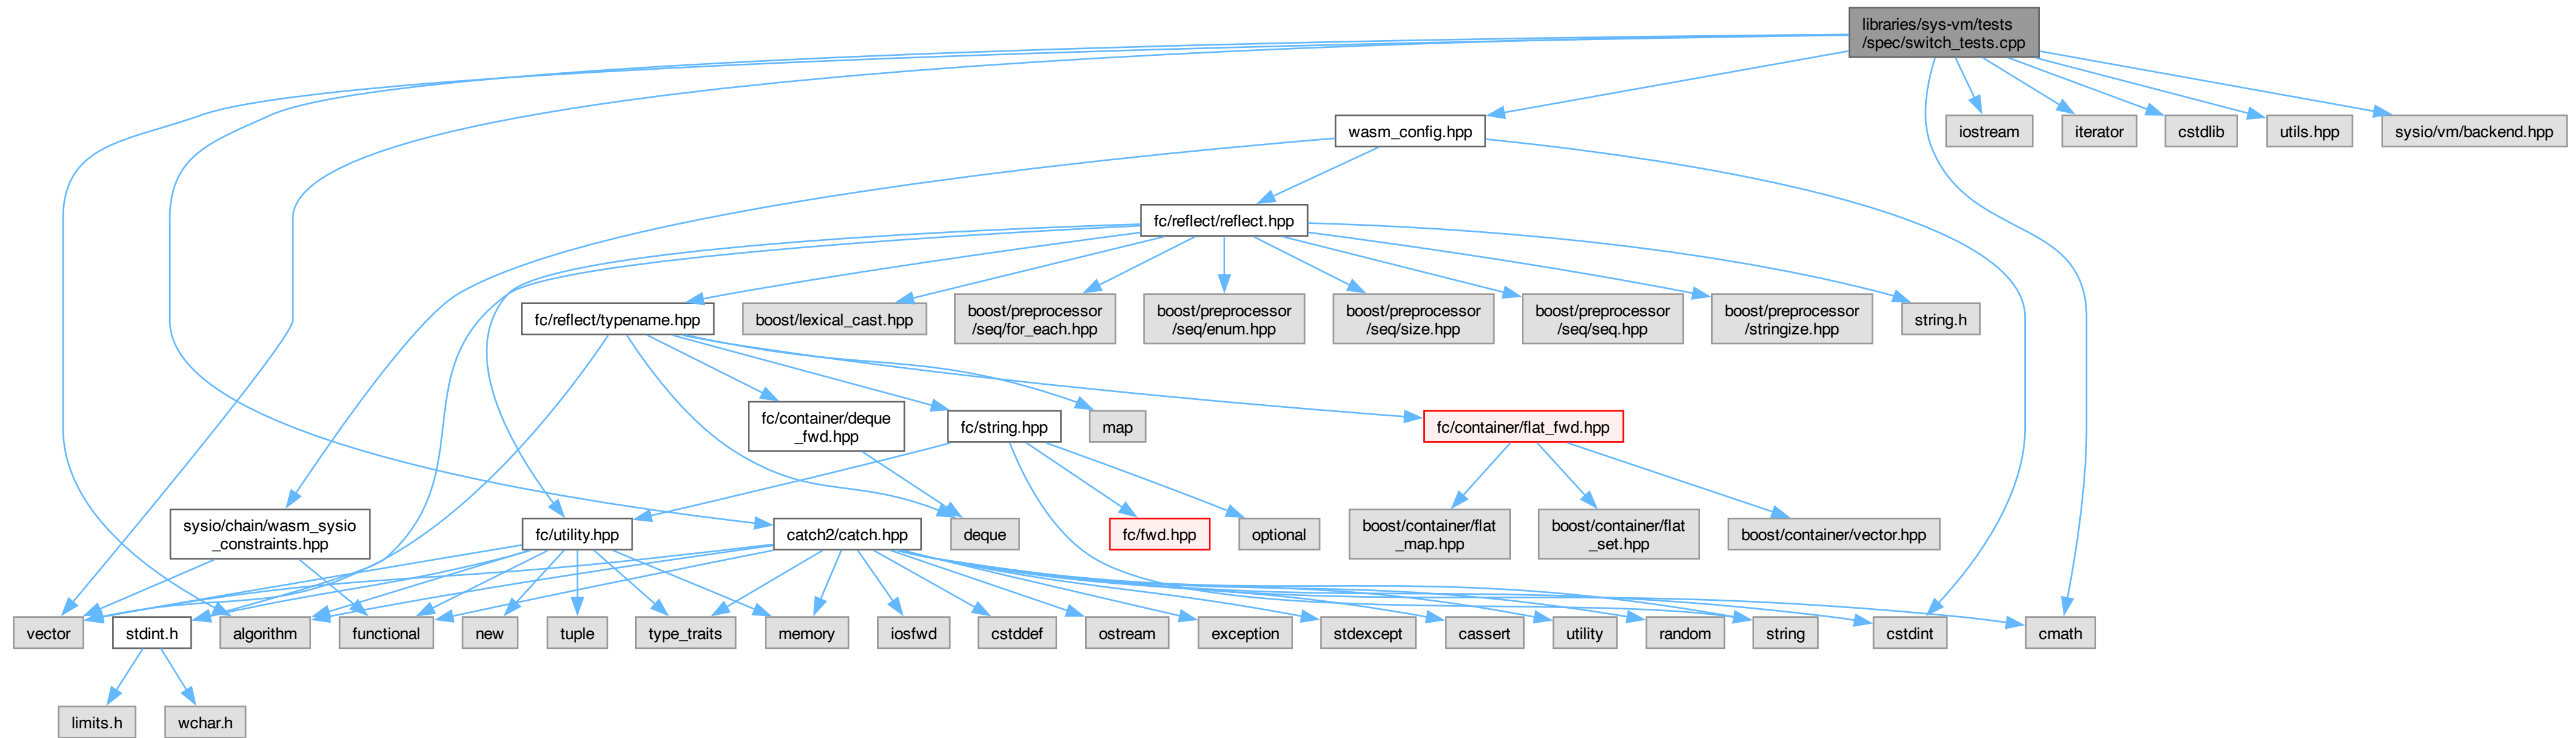 libraries/sys-vm/tests
/spec/switch_tests.cpp
wasm_config.hpp
iostream
iterator
cstdlib
utils.hpp
sysio/vm/backend.hpp
fc/reflect/reflect.hpp
fc/reflect/typename.hpp
boost/lexical_cast.hpp
boost/preprocessor
/seq/for_each.hpp
boost/preprocessor
/seq/enum.hpp
boost/preprocessor
/seq/size.hpp
boost/preprocessor
/seq/seq.hpp
boost/preprocessor
/stringize.hpp
string.h
fc/container/deque
_fwd.hpp
fc/string.hpp
map
fc/container/flat_fwd.hpp
sysio/chain/wasm_sysio
_constraints.hpp
fc/utility.hpp
catch2/catch.hpp
deque
fc/fwd.hpp
optional
boost/container/flat
_map.hpp
boost/container/flat
_set.hpp
boost/container/vector.hpp
vector
stdint.h
algorithm
functional
new
tuple
type_traits
memory
iosfwd
cstddef
ostream
exception
stdexcept
cassert
utility
random
string
cstdint
cmath
limits.h
wchar.h